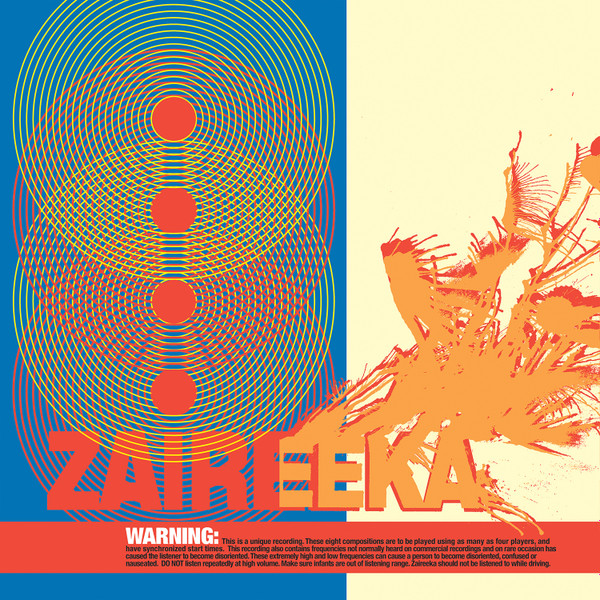 ZAIREEKA
WARNING: This is a unique recording. These eight compositions are to be played using as many as four players, and
have synchronized start times. This recording also contains frequencies not normally heard on commercial recordings and on rare occasion has
caused the listener to become disoriented. These extremely high and low frequencies can cause a person to become disoriented, confused or
nauseated. DO NOT listen repeatedly at high volume. Make sure infants are out of listening range. Zaireeka should not be listened to while driving.